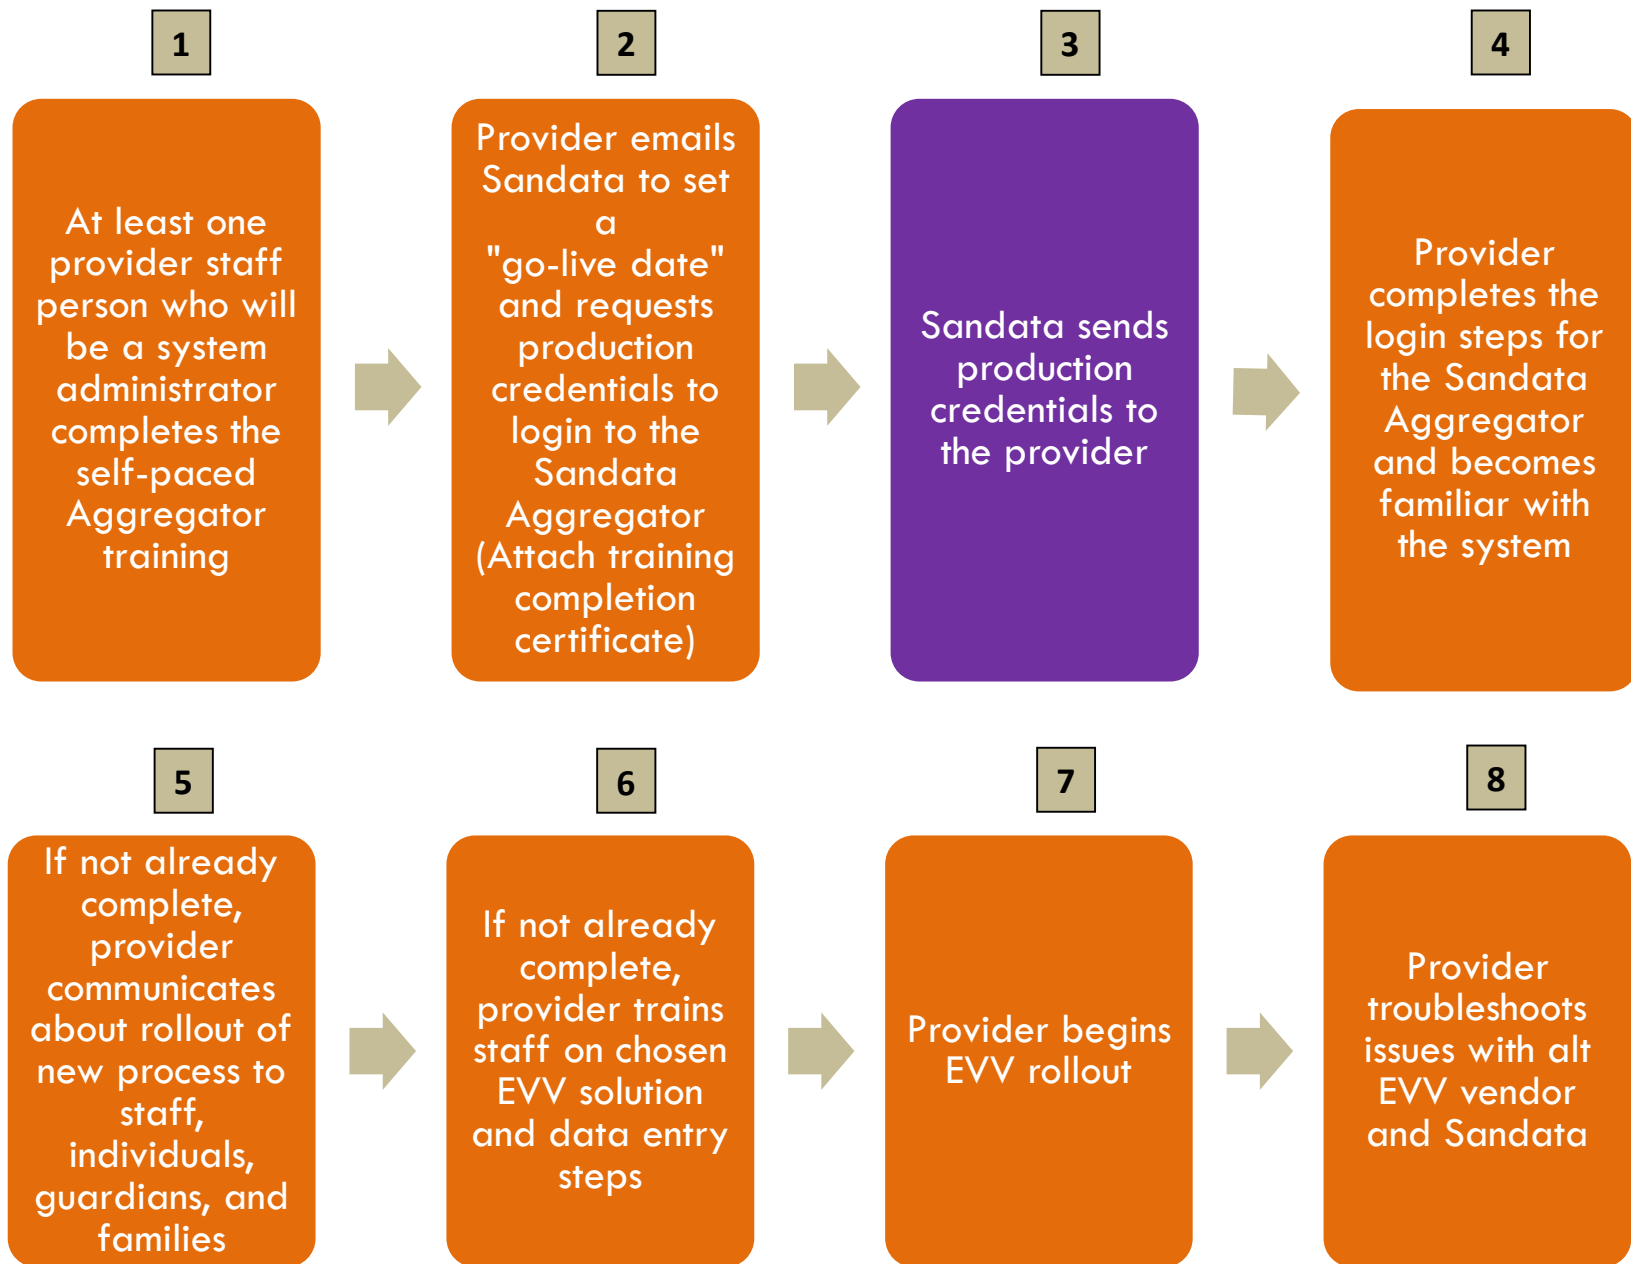 1
At least one
provider staff
person who will
be a system
administrator
completes the
self-paced
Aggregator
training
2
Provider emails
Sandata to set
a
"go-live date"
and requests
production
credentials to
login to the
Sandata
Aggregator
(Attach training
completion
certificate)
3
Sandata sends
production
credentials to
the provider
4
Provider
completes the
login steps for
the Sandata
Aggregator
and becomes
familiar with
the system
5
If not already
complete,
provider
communicates
about rollout of
new process to
staff,
individuals,
guardians, and
families
6
If not already
complete,
provider trains
staff on chosen
EVV solution
and data entry
steps
7
Provider begins
EVV rollout
8
Provider
troubleshoots
issues with alt
EVV vendor
and Sandata